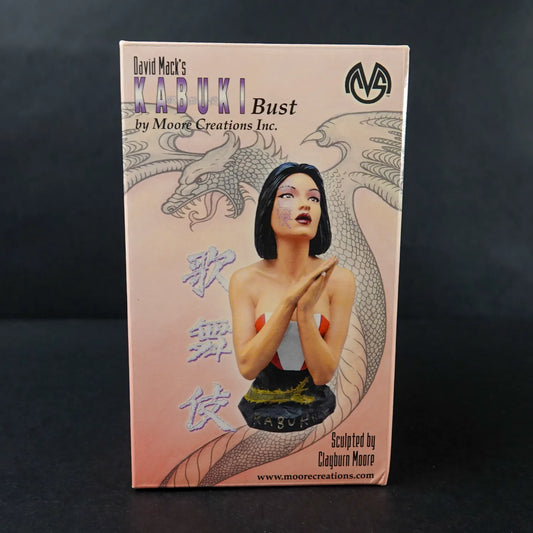 David Mack's
KABUKI Bust
by Moore Creations Inc.
歌
舞
伎
KABUKI
Sculpted by
Clayburn Moore
www.moorecreations.com